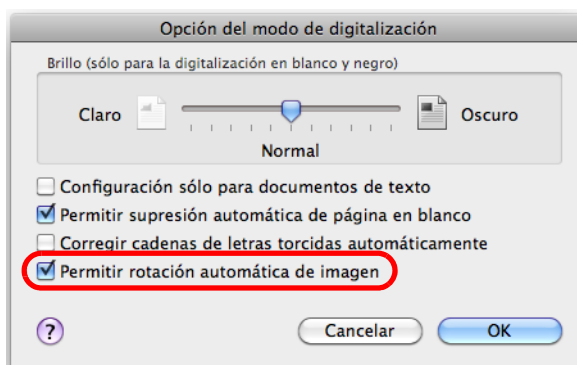 Opción del modo de digitalización
Brillo (sólo para la digitalización en blanco y negro)
Claro Oscuro
Normal
Configuración sólo para documentos de texto
Permitir supresión automática de página en blanco
Corregir cadenas de letras torcidas automáticamente
Permitir rotación automática de imagen
? Cancelar OK